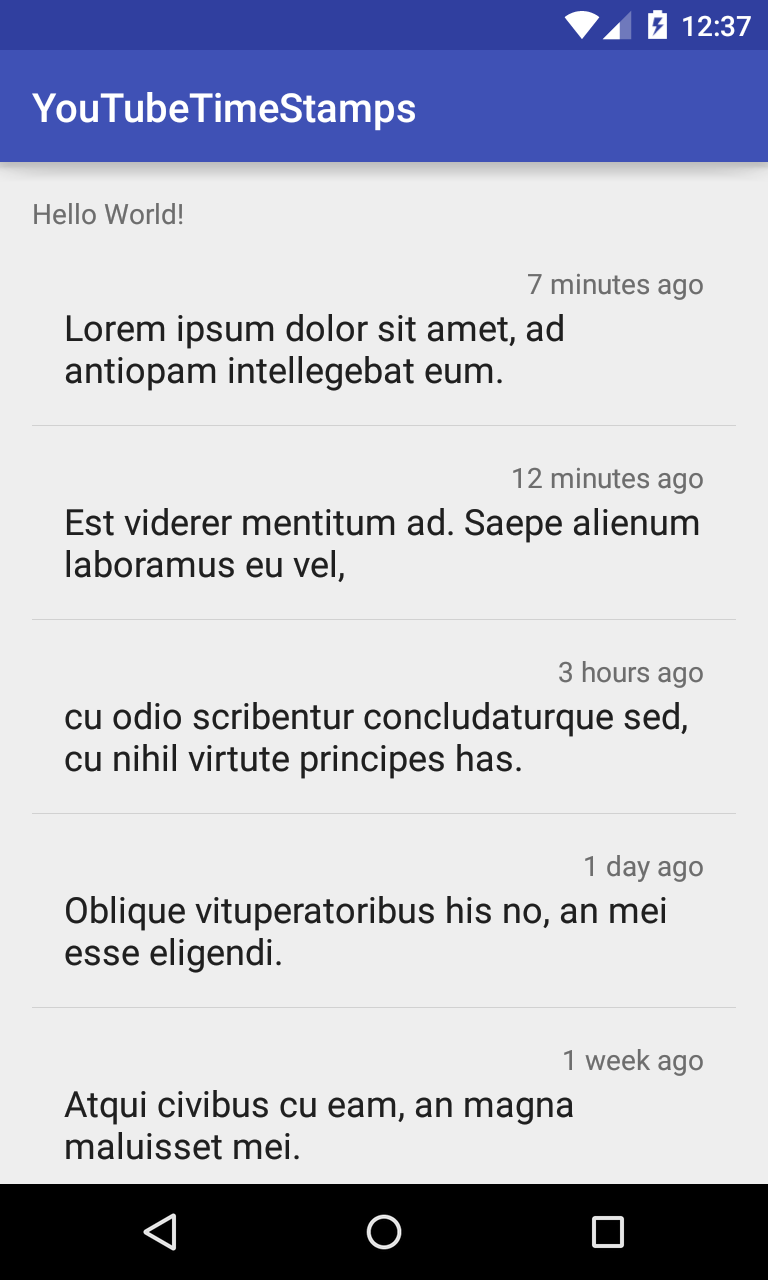 12:37
YouTubeTimeStamps
Hello World!
7 minutes ago
Lorem ipsum dolor sit amet, ad
antiopam intellegebat eum.
12 minutes ago
Est viderer mentitum ad. Saepe alienum
laboramus eu vel,
3 hours ago
cu odio scribentur concludaturque sed,
cu nihil virtute principes has.
1 day ago
Oblique vituperatoribus his no, an mei
esse eligendi.
1 week ago
Atqui civibus cu eam, an magna
maluisset mei.